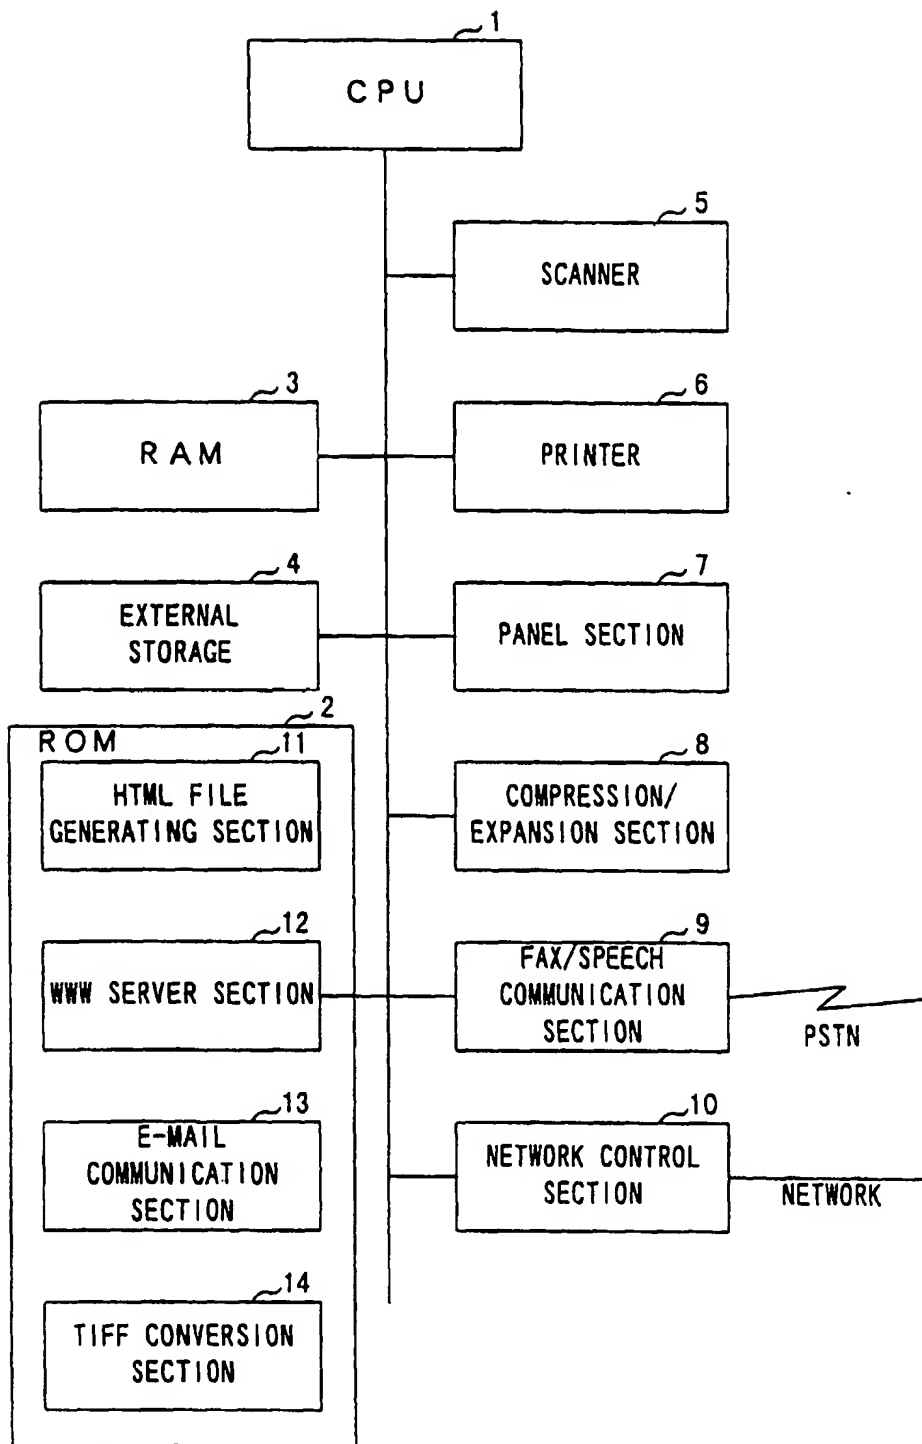 1
CPU
5
SCANNER
3
RAM
6
PRINTER
4
EXTERNAL
STORAGE
7
PANEL SECTION
2
ROM
11
HTML FILE
GENERATING SECTION
8
COMPRESSION/
EXPANSION SECTION
12
WWW SERVER SECTION
9
FAX/SPEECH
COMMUNICATION
SECTION
PSTN
13
E-MAIL
COMMUNICATION
SECTION
10
NETWORK CONTROL
SECTION
NETWORK
14
TIFF CONVERSION
SECTION